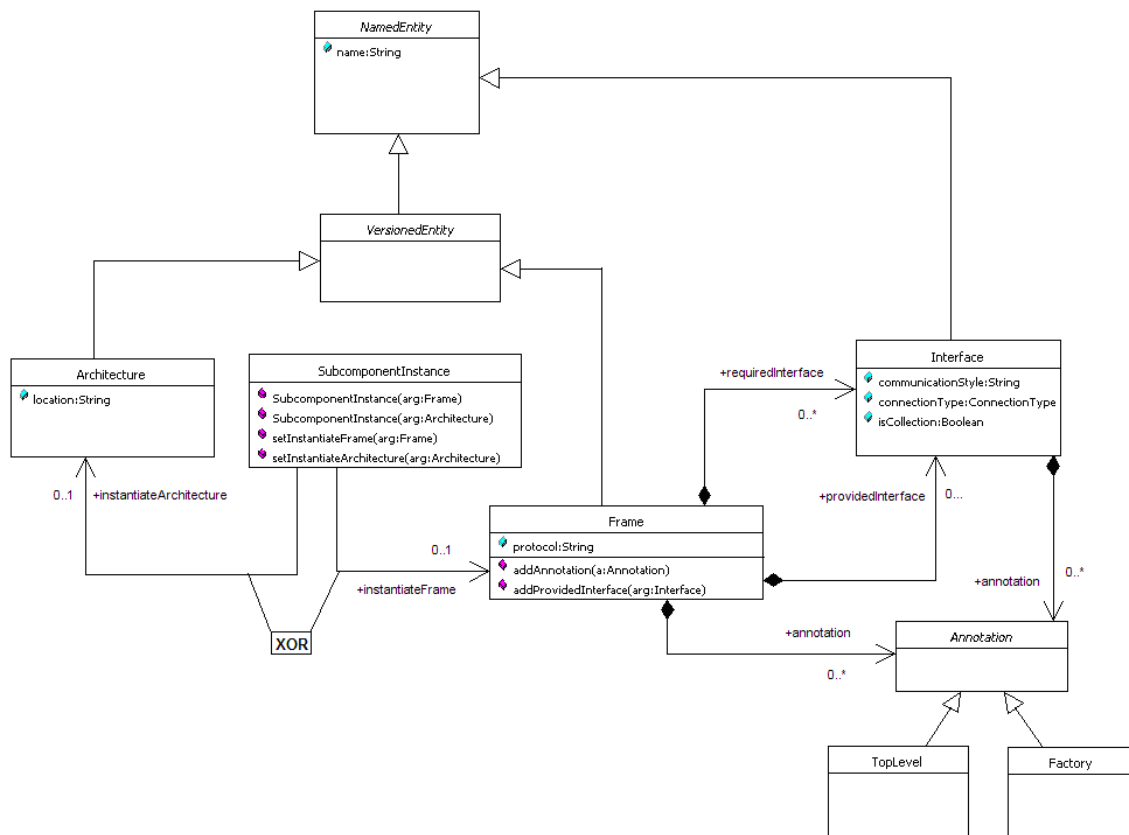 NamedEntity
name:String
VersionedEntity
Architecture
location:String
SubcomponentInstance
SubcomponentInstance(arg:Frame)
SubcomponentInstance(arg:Architecture)
setInstantiateFrame(arg:Frame)
setInstantiateArchitecture(arg:Architecture)
Interface
communicationStyle:String
connectionType:ConnectionType
isCollection:Boolean
+requiredInterface
0..*
0..1
+instantiateArchitecture
+providedInterface
0...
Frame
protocol:String
addAnnotation(a:Annotation)
addProvidedInterface(arg:Interface)
0..1
+instantiateFrame
XOR
0..*
+annotation
+annotation
0..*
Annotation
TopLevel
Factory